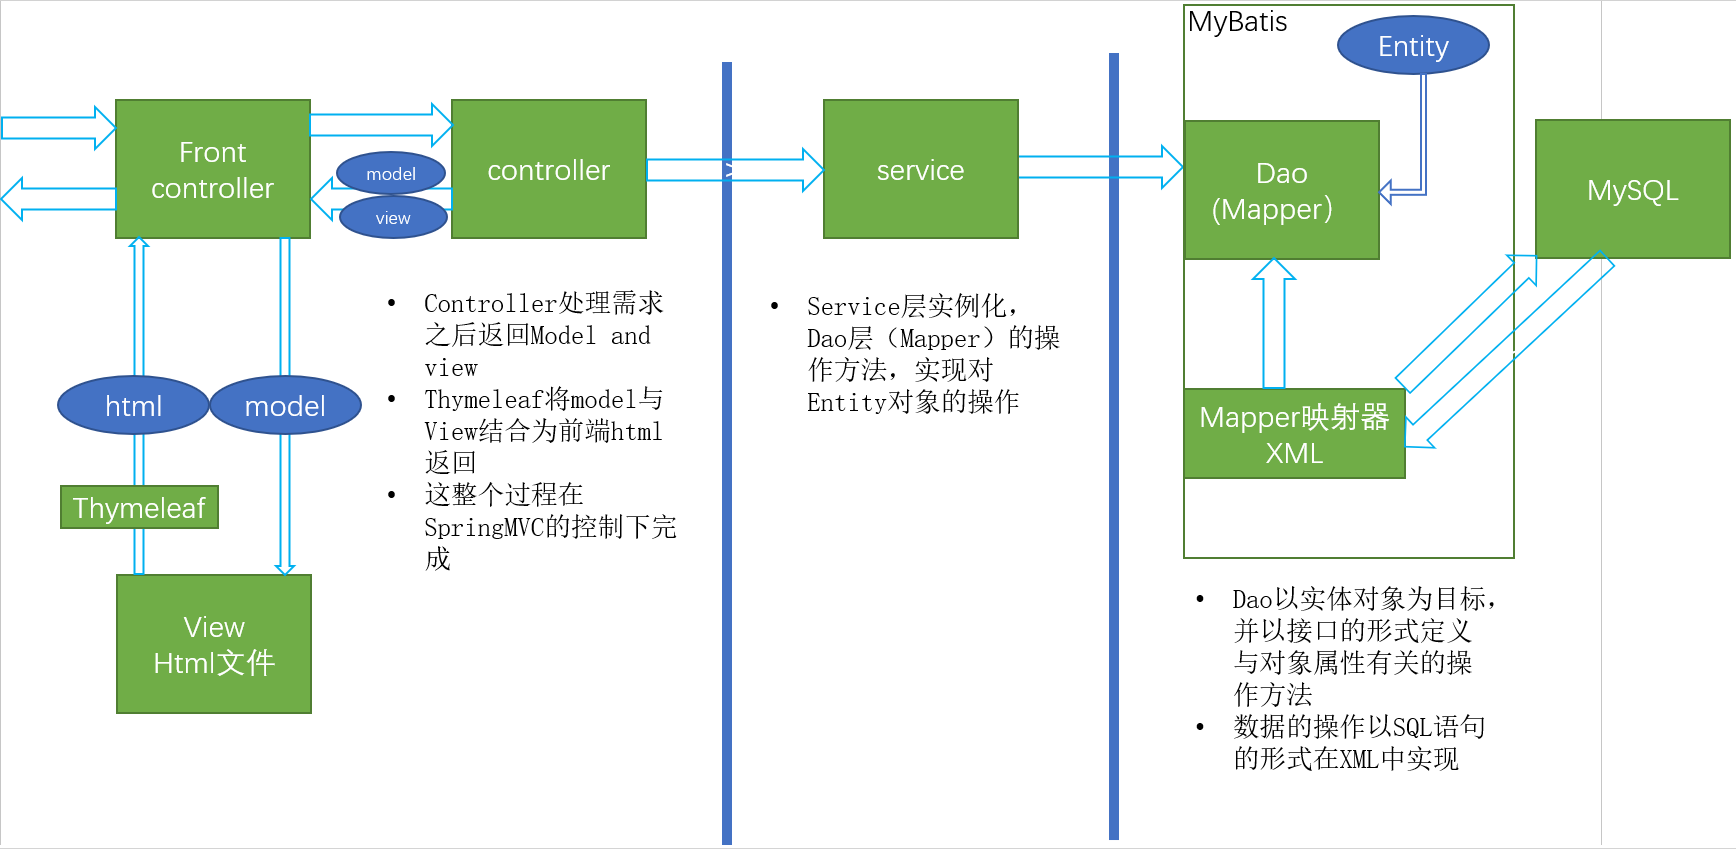 MyBatis
Entity
Front
controller
model
view
controller
service
Dao
(Mapper）
MySQL
html
model
Thymeleaf
View
Html文件
• Controller处理需求
之后返回Model and
view
• Thymeleaf将model与
View结合为前端html
返回
• 这整个过程在
SpringMVC的控制下完
成
• Service层实例化，
Dao层（Mapper）的操
作方法，实现对
Entity对象的操作
Mapper映射器
XML
• Dao以实体对象为目标，
并以接口的形式定义
与对象属性有关的操
作方法
• 数据的操作以SQL语句
的形式在XML中实现